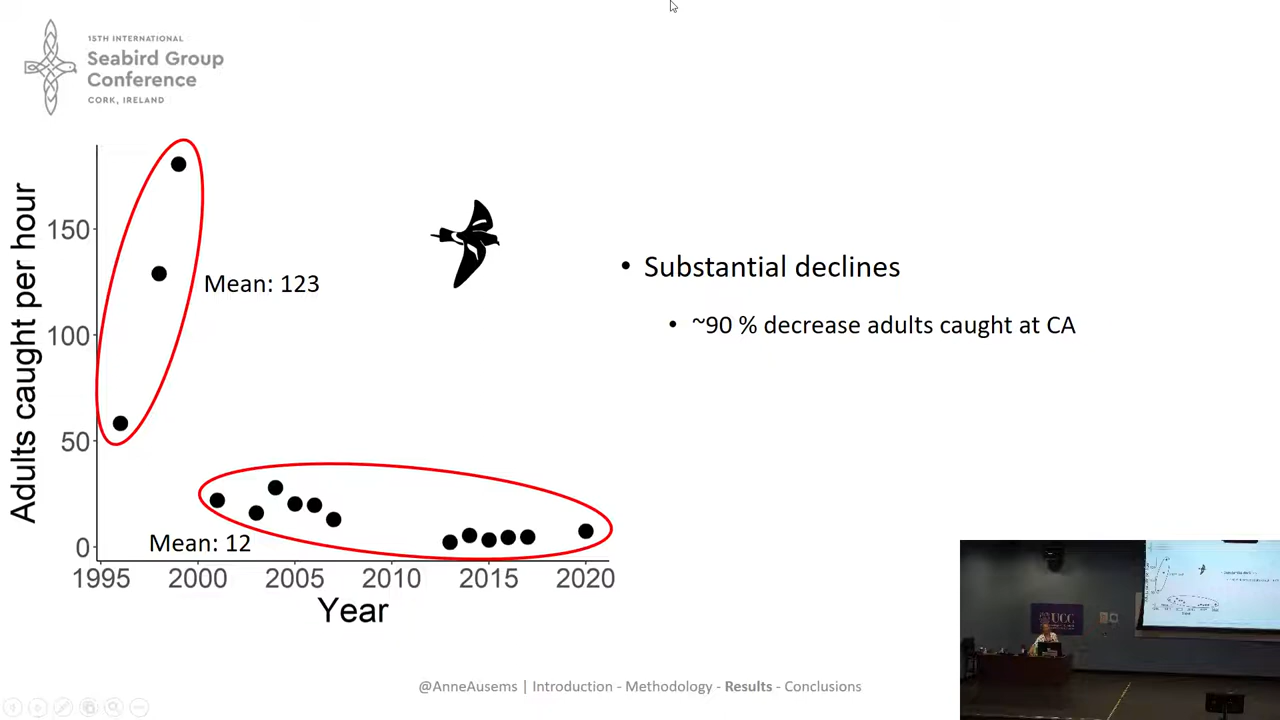 15TH INTERNATIONAL
Seabird Group
Conference
CORK, IRELAND
Adults caught per hour
150
100
50
0
Mean: 123
Mean: 12
1995 2000 2005 2010 2015 2020
Year
• Substantial declines
• ~90 % decrease adults caught at CA
UCC
@AnneAusems | Introduction - Methodology - Results - Conclusions